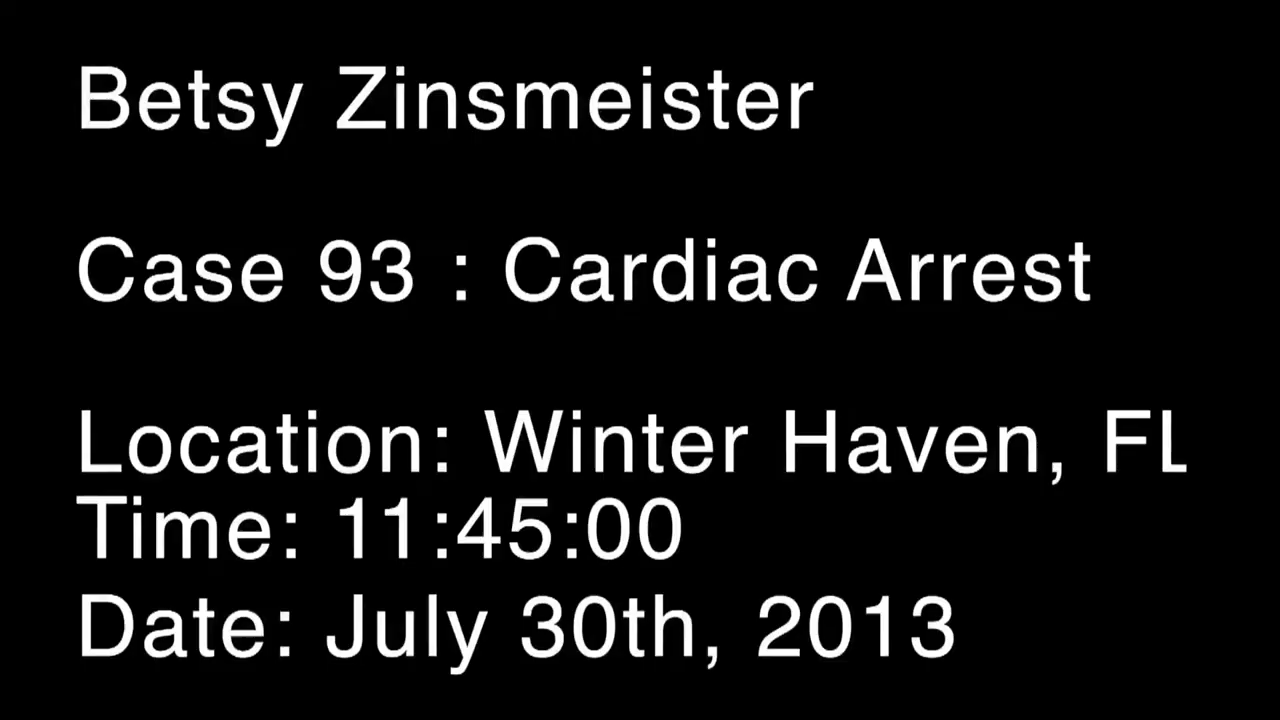 Betsy Zinsmeister
Case 93 : Cardiac Arrest
Location: Winter Haven, FL
Time: 11:45:00
Date: July 30th, 2013